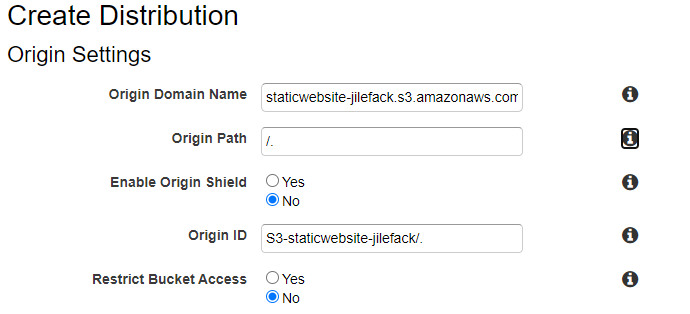 Create Distribution
Origin Settings
Origin Domain Name staticwebsite-jilefack.s3.amazonaws.com
Origin Path /.
Enable Origin Shield Yes
No
Origin ID S3-staticwebsite-jilefack/.
Restrict Bucket Access Yes
No